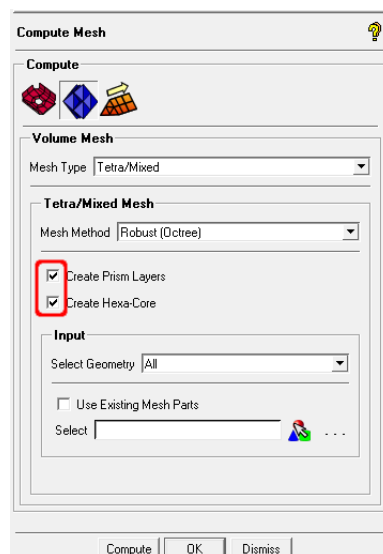 Compute Mesh
Compute
Volume Mesh
Mesh Type Tetra/Mixed
Tetra/Mixed Mesh
Mesh Method Robust (Octree)
Create Prism Layers
Create Hexa-Core
Input
Select Geometry All
Use Existing Mesh Parts
Select ...
Compute OK Dismiss